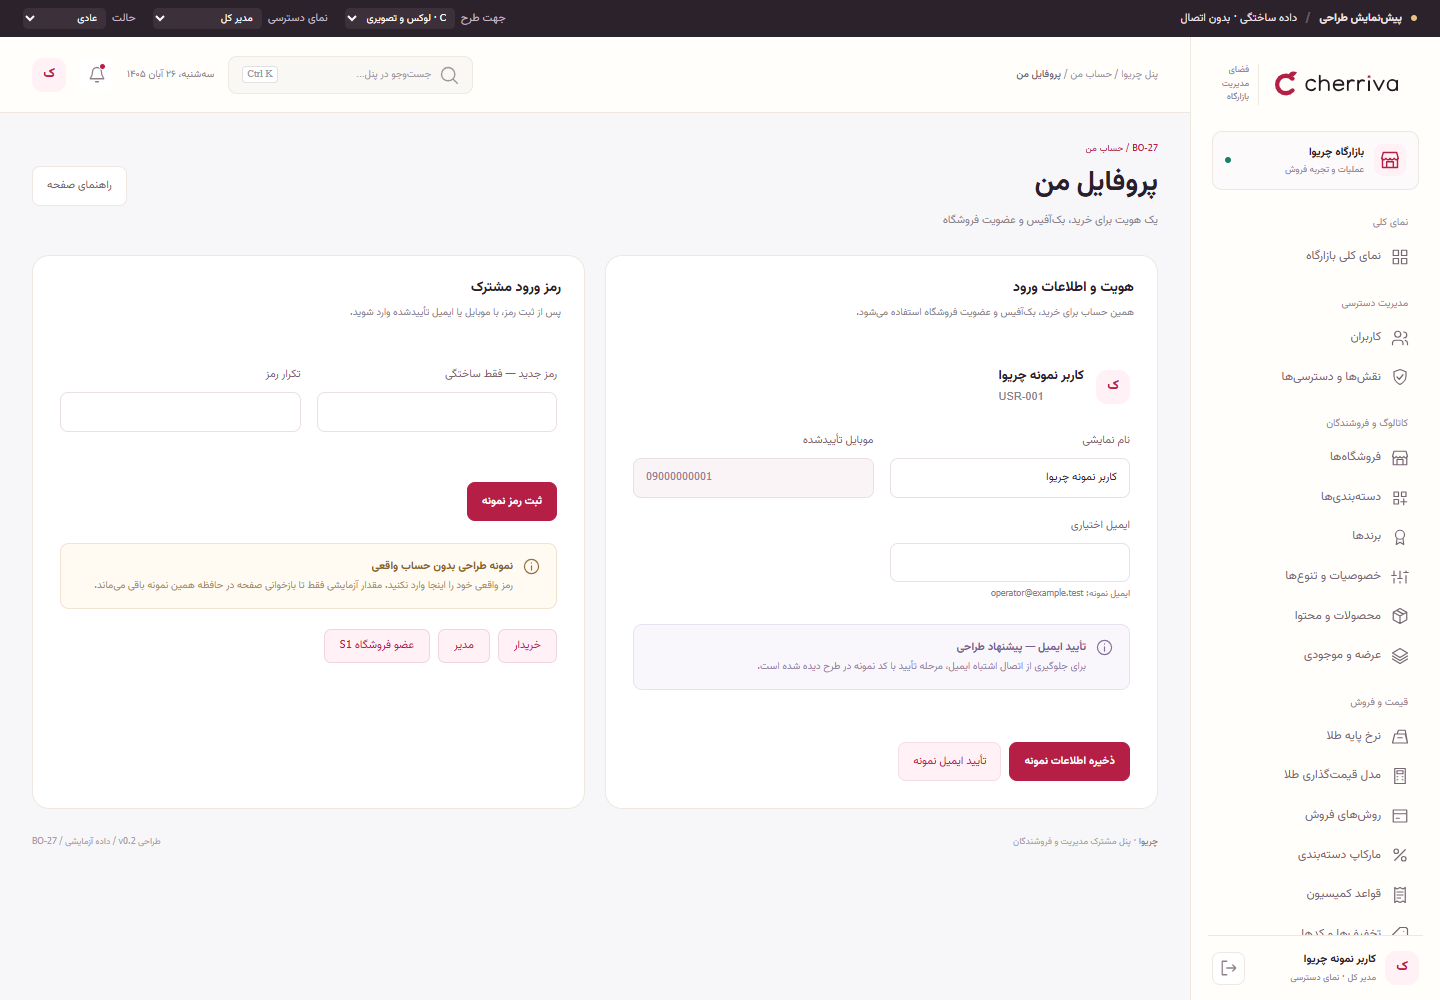 پیش‌نمایش طراحی / داده ساختگی · بدون اتصال
جهت طرح C · لوکس و تصویری نمای دسترسی مدیر کل حالت عادی
cherriva
فضای
مدیریت
بازارگاه
پنل چریوا / حساب من / پروفایل من
جست‌وجو در پنل... Ctrl K
سه‌شنبه، ۲۶ آبان ۱۴۰۵
ک
بازارگاه چریوا
عملیات و تجربه فروش
نمای کلی
نمای کلی بازارگاه
مدیریت دسترسی
کاربران
نقش‌ها و دسترسی‌ها
کاتالوگ و فروشندگان
فروشگاه‌ها
دسته‌بندی‌ها
برندها
خصوصیات و تنوع‌ها
محصولات و محتوا
عرضه و موجودی
قیمت و فروش
نرخ پایه طلا
مدل قیمت‌گذاری طلا
روش‌های فروش
مارکاپ دسته‌بندی
قواعد کمیسیون
تخفیف‌ها و کدها
ک
کاربر نمونه چریوا
مدیر کل · نمای دسترسی
BO-27 / حساب من
پروفایل من
یک هویت برای خرید، بک‌آفیس و عضویت فروشگاه
راهنمای صفحه
هویت و اطلاعات ورود
همین حساب برای خرید، بک‌آفیس و عضویت فروشگاه استفاده می‌شود.
ک
کاربر نمونه چریوا
USR-001
نام نمایشی
کاربر نمونه چریوا
موبایل تأییدشده
09000000001
ایمیل اختیاری
ایمیل نمونه: operator@example.test
تأیید ایمیل — پیشنهاد طراحی
برای جلوگیری از اتصال اشتباه ایمیل، مرحله تأیید با کد نمونه در طرح دیده شده است.
ذخیره اطلاعات نمونه
تأیید ایمیل نمونه
رمز ورود مشترک
پس از ثبت رمز، با موبایل یا ایمیل تأییدشده وارد شوید.
رمز جدید — فقط ساختگی
تکرار رمز
ثبت رمز نمونه
نمونه طراحی بدون حساب واقعی
رمز واقعی خود را اینجا وارد نکنید. مقدار آزمایشی فقط تا بازخوانی صفحه در حافظه همین نمونه باقی می‌ماند.
خریدار
مدیر
عضو فروشگاه S1
چریوا · پنل مشترک مدیریت و فروشندگان
طراحی v0.2 / داده آزمایشی / BO-27